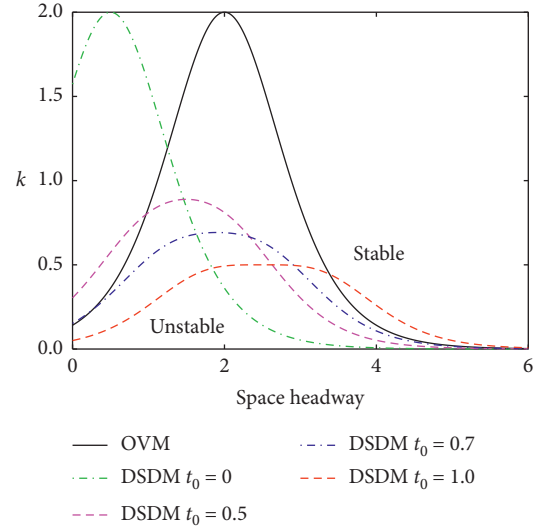 2.0
1.5
k
1.0
Stable
0.5
Unstable
0.0
0
2
4
6
Space headway
OVM
DSDM t₀ = 0.7
DSDM t₀ = 0
DSDM t₀ = 1.0
DSDM t₀ = 0.5